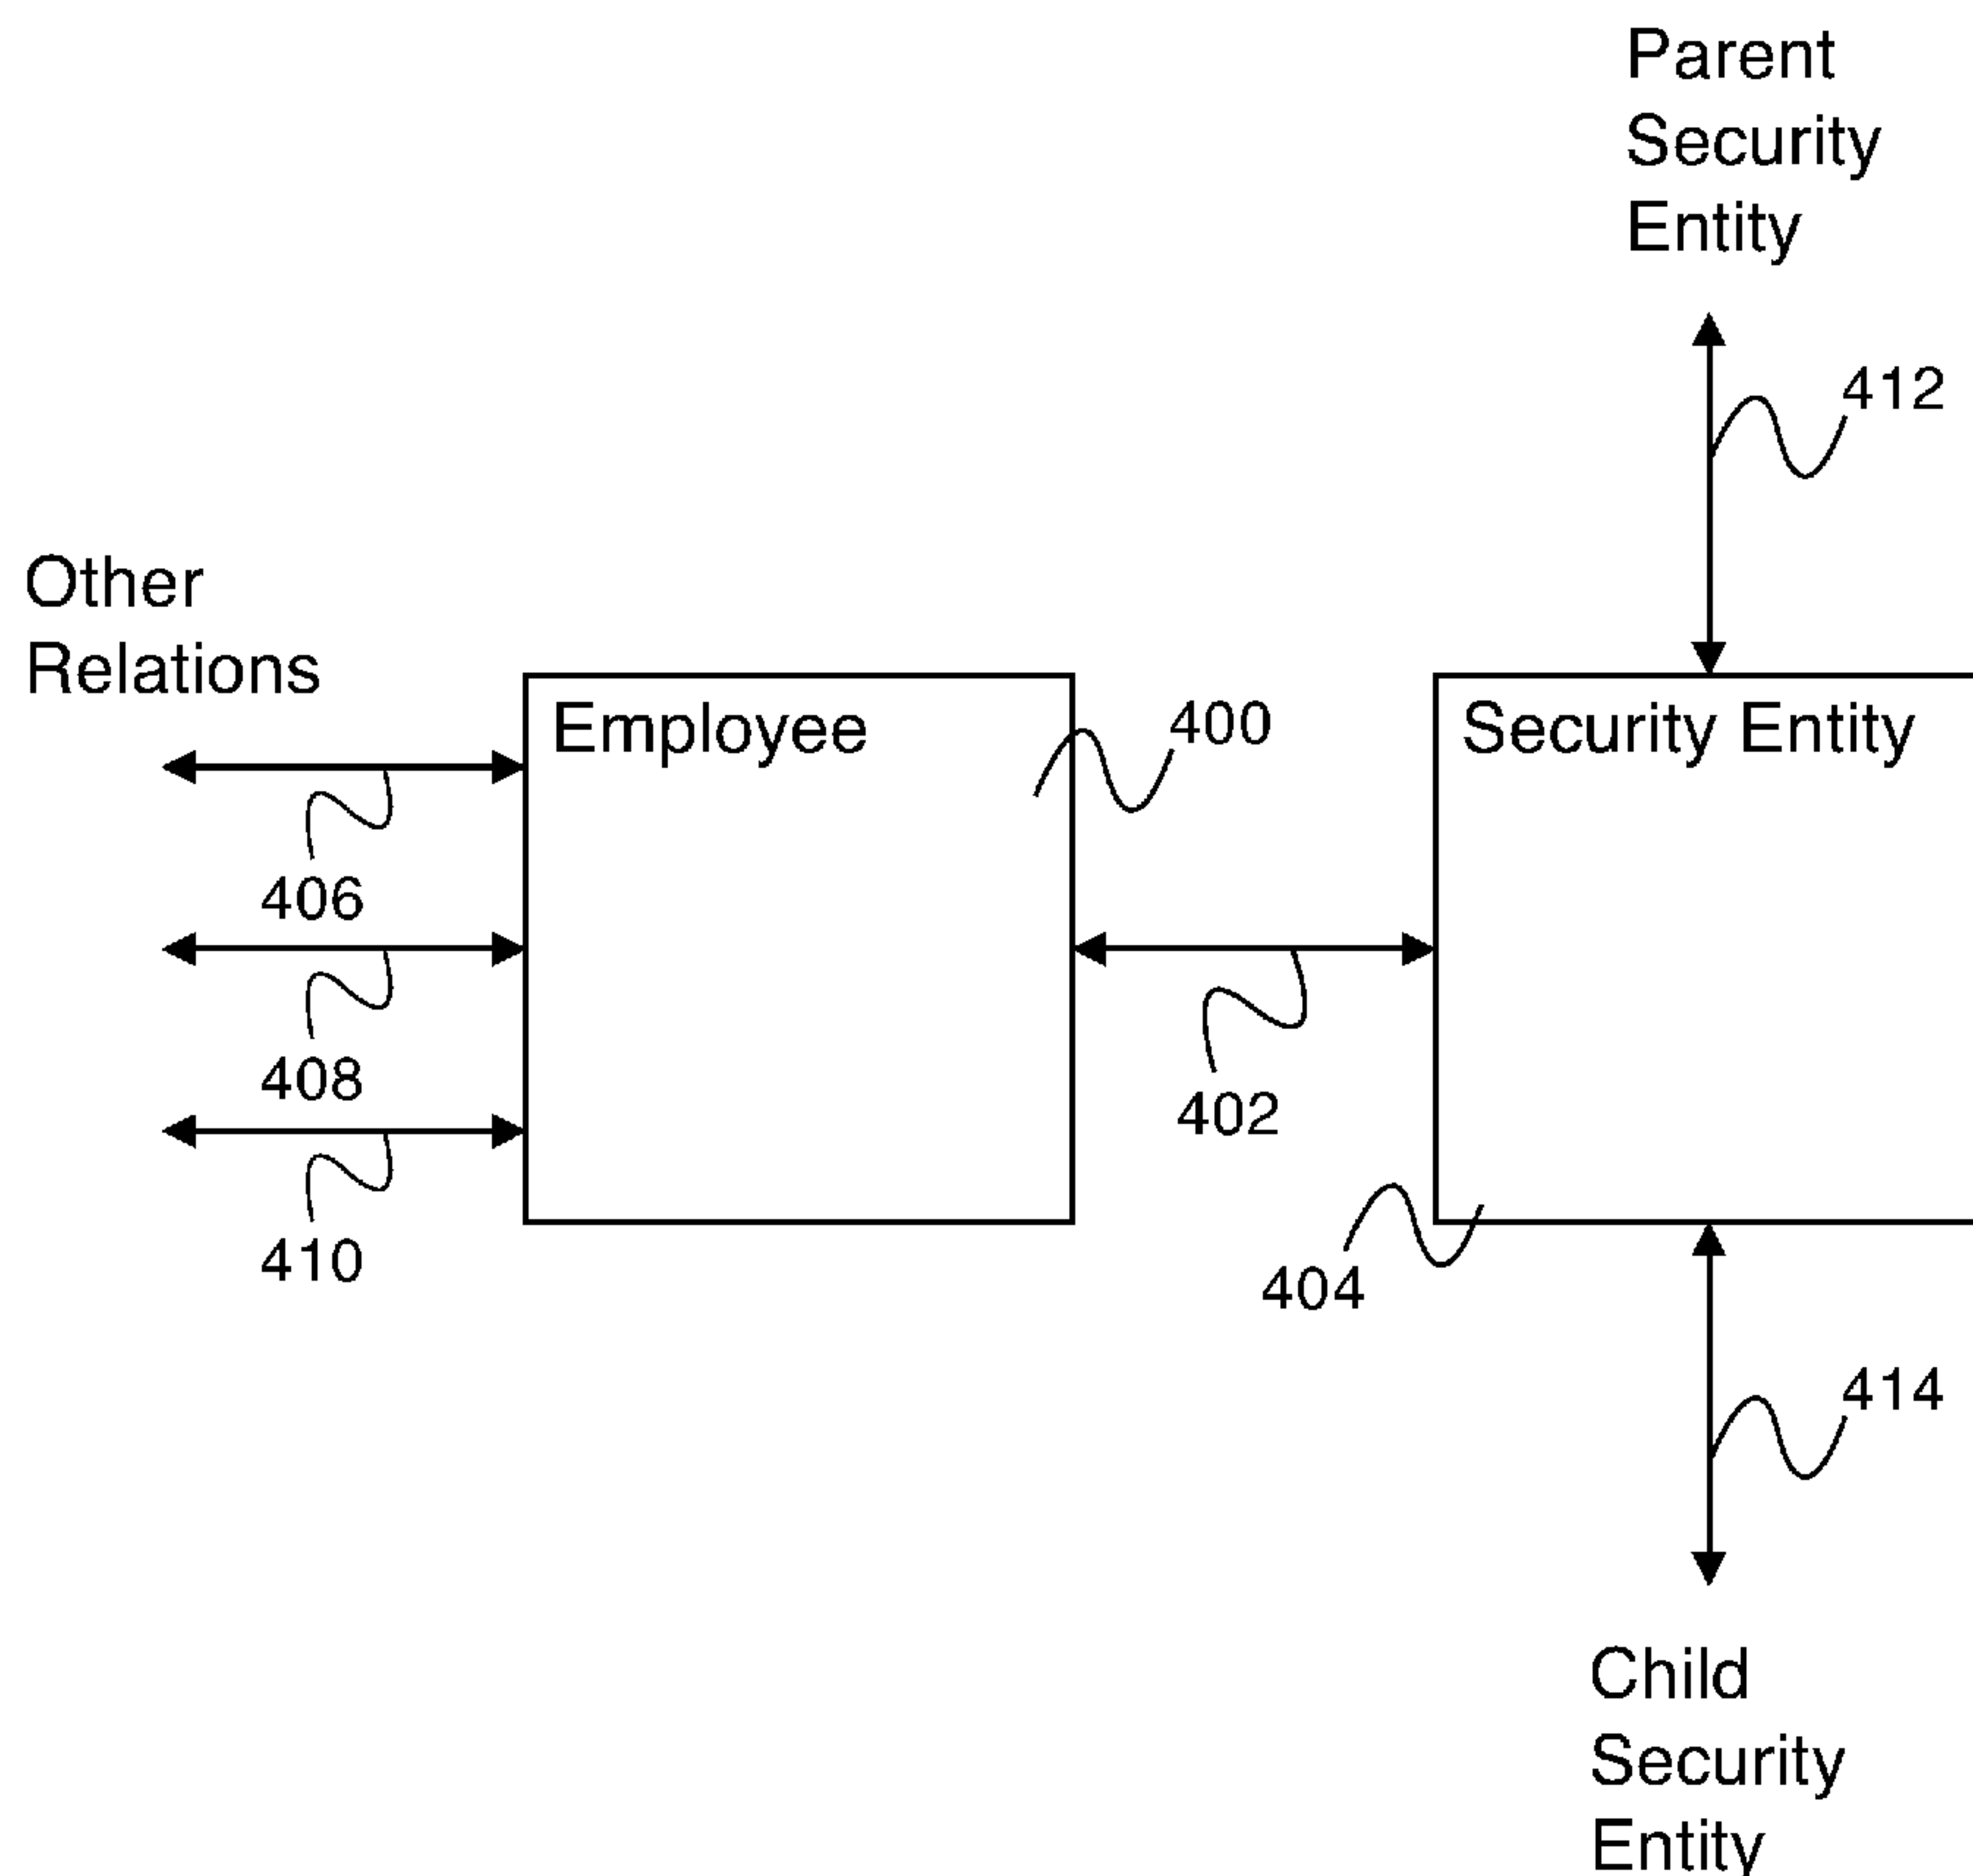 Parent
Security
Entity
412
Other
Relations
Employee
400
Security Entity
406
408
402
410
404
414
Child
Security
Entity